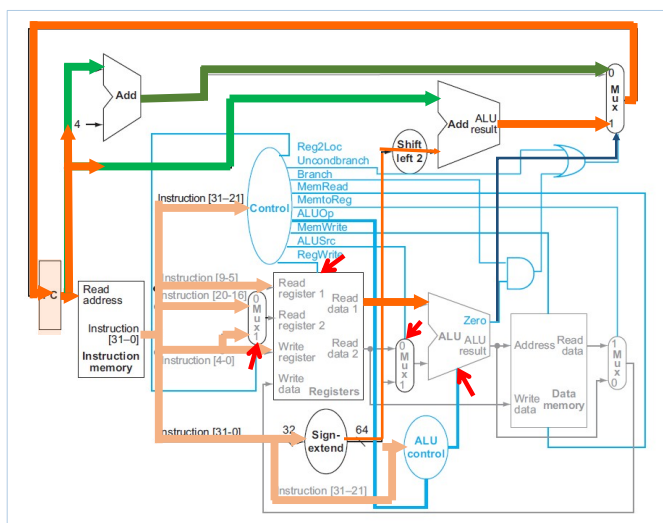 0
M
u
x
1
Add
4
Add
ALU
result
Shift
left 2
Reg2Loc
Uncondbranch
Branch
MemRead
MemtoReg
ALUOp
MemWrite
ALUSrc
RegWrite
Control
Instruction [31–21]
C
Read
address
Instruction
[31–0]
Instruction
memory
Instruction [9-5]
Instruction [20-16]
Instruction [4-0]
0
M
u
x
1
Read
register 1
Read
register 2
Write
register
Write
data
Read
data 1
Read
data 2
Registers
0
M
u
x
1
Zero
ALU
ALU
result
Address
Read
data
Write
data
Data
memory
1
M
u
x
0
Instruction [31-0]
32
Sign-
extend
64
ALU
control
nstruction [31–21]